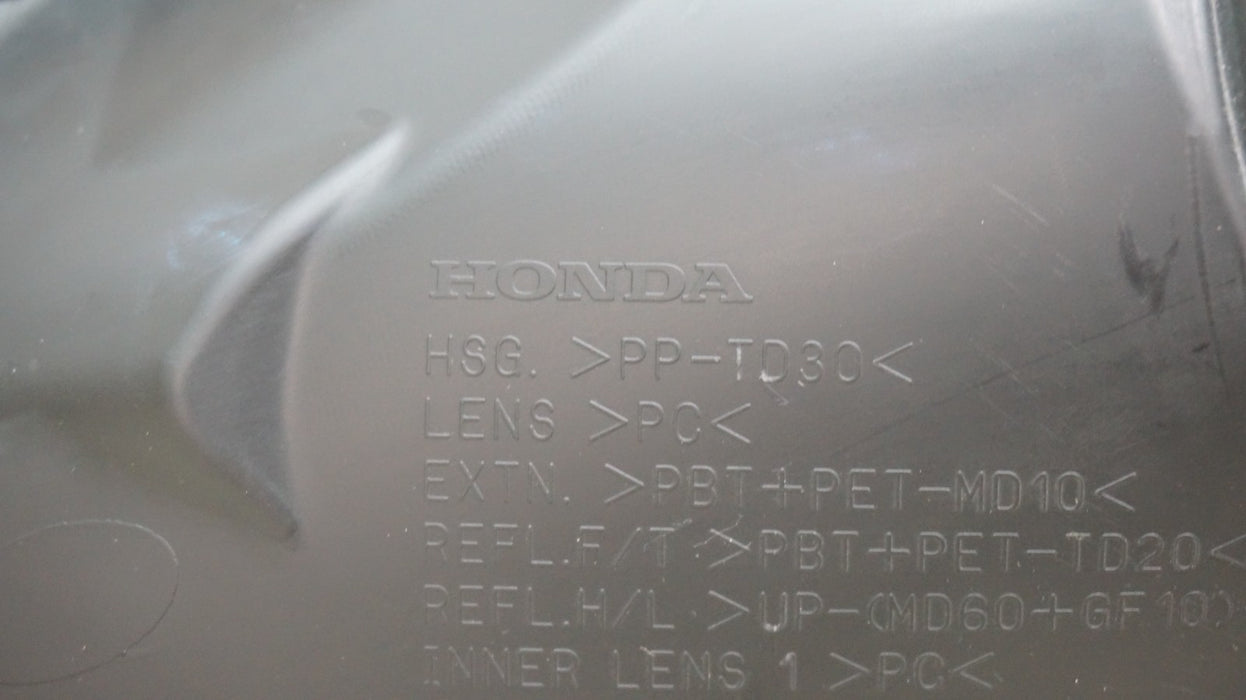 HONDA
HSG. >PP-TD30<
LENS >PC<
EXTN. >PBT+PET-MD10<
REFL.F/T >PBT+PET-TD20<
REFL.H/L >UP-(MD60+GF10)
INNER LENS 1 >PC<